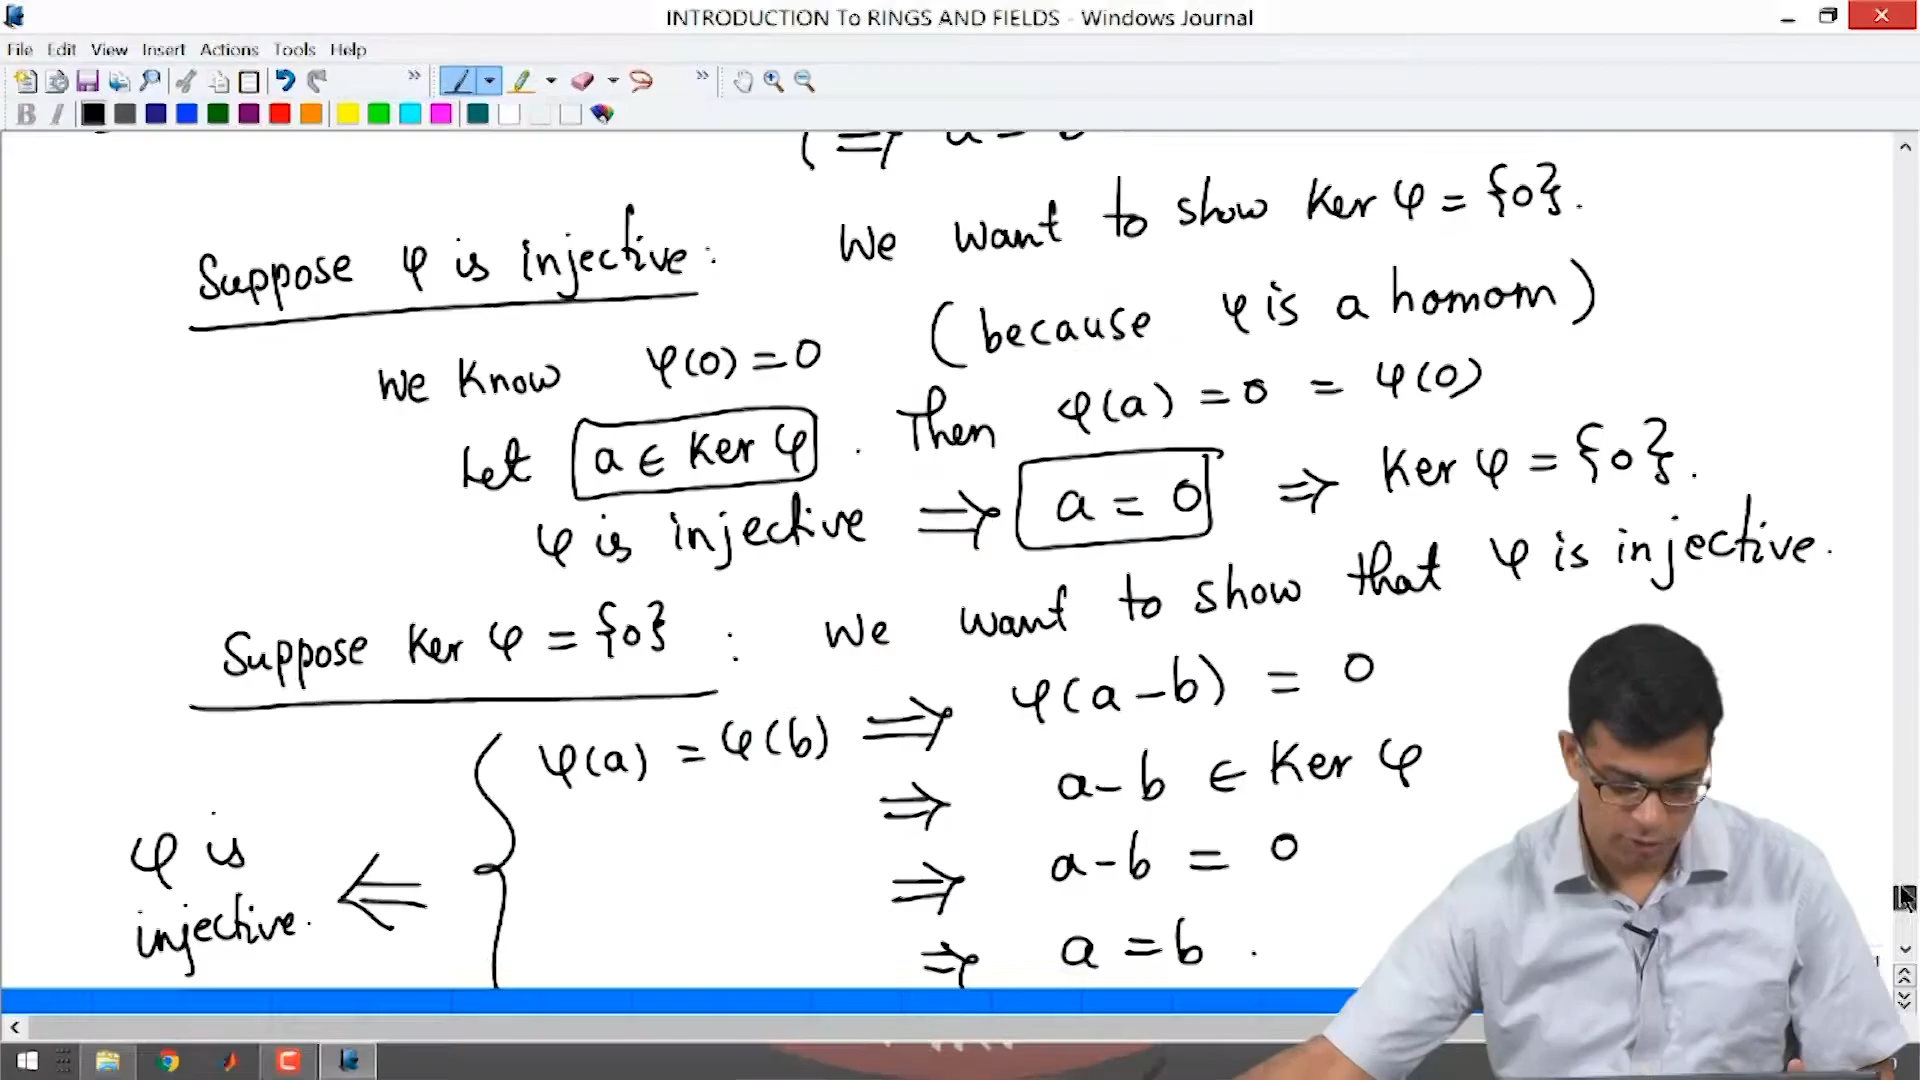 INTRODUCTION To RINGS AND FIELDS - Windows Journal
File Edit View Insert Actions Tools Help
B I
We want to show Ker φ = {0}.
Suppose φ is injective:
(because φ is a homom)
We know φ(0) = 0
Let a ∈ Ker φ. Then φ(a) = 0 = φ(0)
φ is injective ⇒ a = 0 ⇒ Ker φ = {0}.
Suppose Ker φ = {0} : We want to show that φ is injective.
φ(a) = φ(b) ⇒ φ(a-b) = 0
⇒ a-b ∈ Ker φ
φ is injective. ⇐ {
⇒ a-b = 0
⇒ a = b.